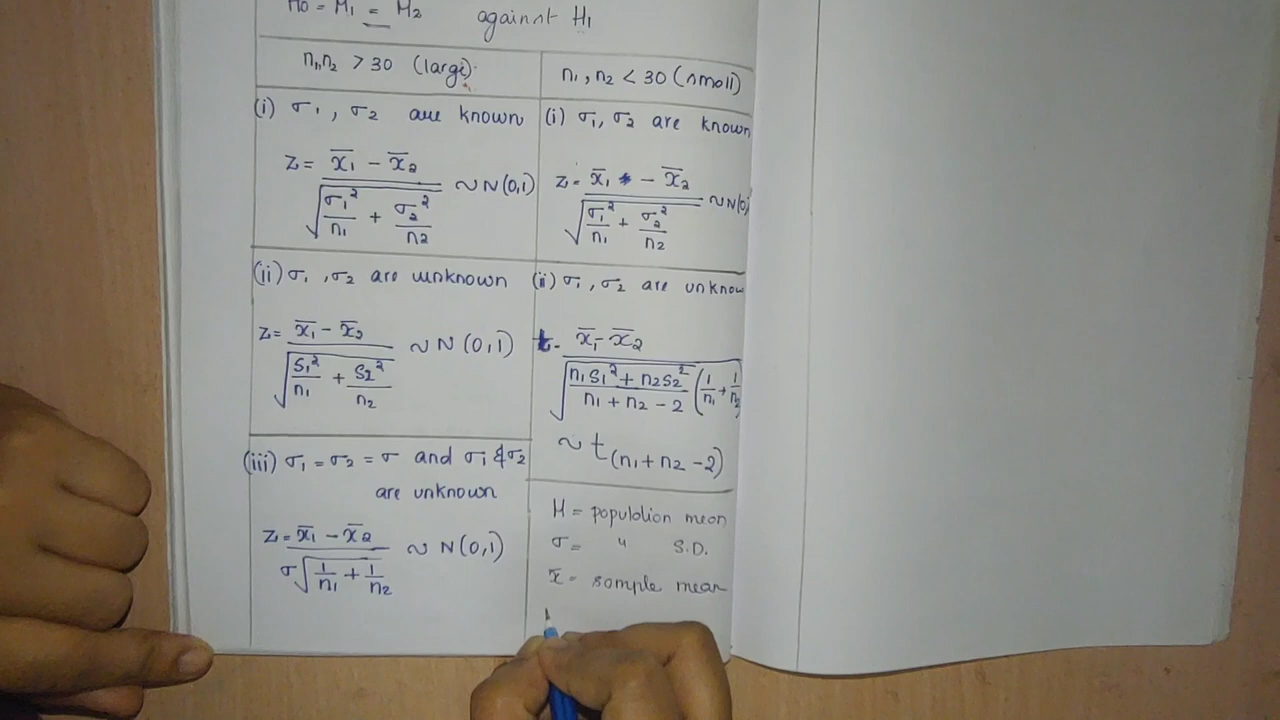 H0 = M1 = M2 against H1
n1, n2 > 30 (large)
(i) σ1, σ2 are known
Z = x̄1 - x̄2 / √(σ1²/n1 + σ2²/n2) ~ N(0,1)
(ii) σ1, σ2 are unknown
Z = x̄1 - x̄2 / √(S1²/n1 + S2²/n2) ~ N(0,1)
(iii) σ1 = σ2 = σ and σ1 & σ2
are unknown
Z = x̄1 - x̄2 / σ√(1/n1 + 1/n2) ~ N(0,1)
n1, n2 < 30 (small)
(i) σ1, σ2 are known
Z = x̄1 - x̄2 / √(σ1²/n1 + σ2²/n2) ~ N(0,
(ii) σ1, σ2 are unknow
t = x̄1 - x̄2 / √(n1S1² + n2S2² / n1 + n2 - 2 (1/n1 + 1/n2)
~ t(n1 + n2 - 2)
M = population mean
σ = " S.D.
x̄ = sample mean